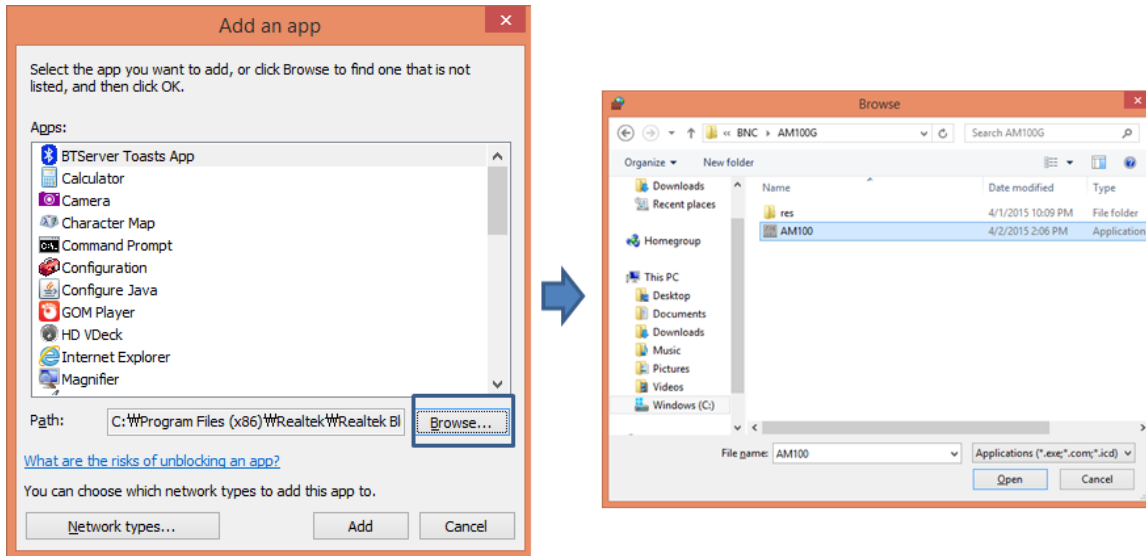 Add an app
Select the app you want to add, or click Browse to find one that is not
listed, and then click OK.
Apps:
BTServer Toasts App
Calculator
Camera
Character Map
Command Prompt
Configuration
Configure Java
GOM Player
HD VDeck
Internet Explorer
Magnifier
Path: C:₩Program Files (x86)₩Realtek₩Realtek Bl Browse...
What are the risks of unblocking an app?
You can choose which network types to add this app to.
Network types... Add Cancel
Browse
« BNC AM100G Search AM100G
Organize New folder
Downloads
Recent places
Homegroup
This PC
Desktop
Documents
Downloads
Music
Pictures
Videos
Windows (C:)
Name Date modified Type
res 4/1/2015 10:09 PM File folder
AM100 4/2/2015 2:06 PM Application
File name: AM100 Applications (*.exe;*.com;*.icd)
Open Cancel